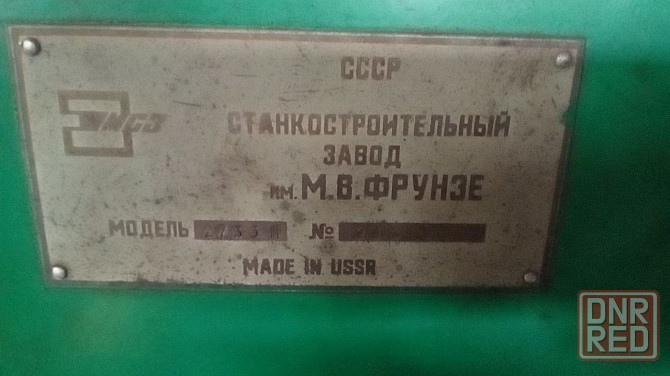 СССР
СТАНКОСТРОИТЕЛЬНЫЙ
ЗАВОД
им. М.В.ФРУНЗЕ
МОДЕЛЬ №
MADE IN USSR
DNR
RED